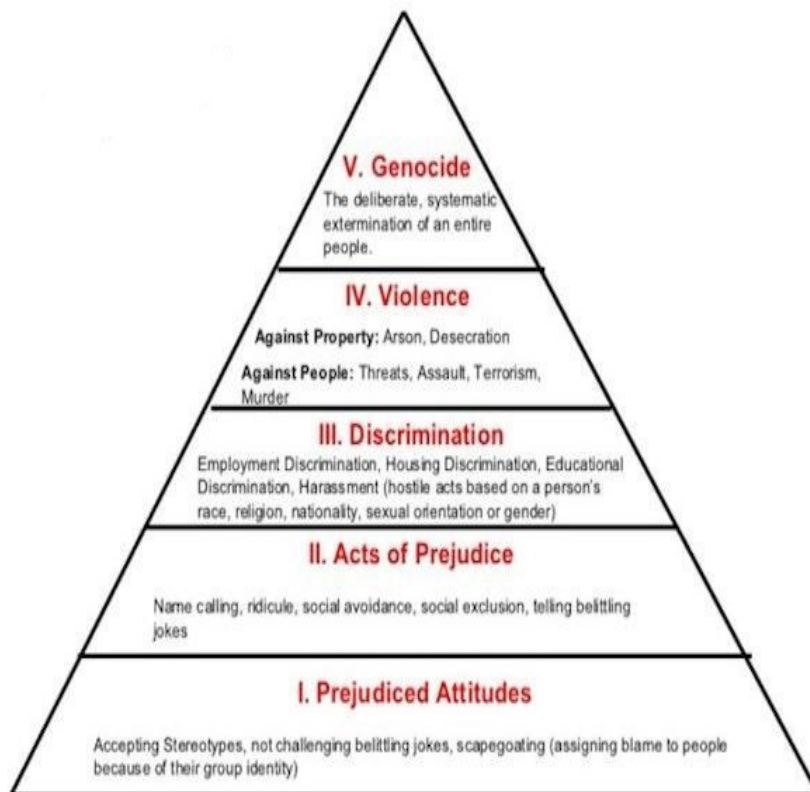 V. Genocide
The deliberate, systematic
extermination of an entire
people.
IV. Violence
Against Property: Arson, Desecration
Against People: Threats, Assault, Terrorism,
Murder
III. Discrimination
Employment Discrimination, Housing Discrimination, Educational
Discrimination, Harassment (hostile acts based on a person's
race, religion, nationality, sexual orientation or gender)
II. Acts of Prejudice
Name calling, ridicule, social avoidance, social exclusion, telling belittling
jokes
I. Prejudiced Attitudes
Accepting Stereotypes, not challenging belittling jokes, scapegoating (assigning blame to people
because of their group identity)